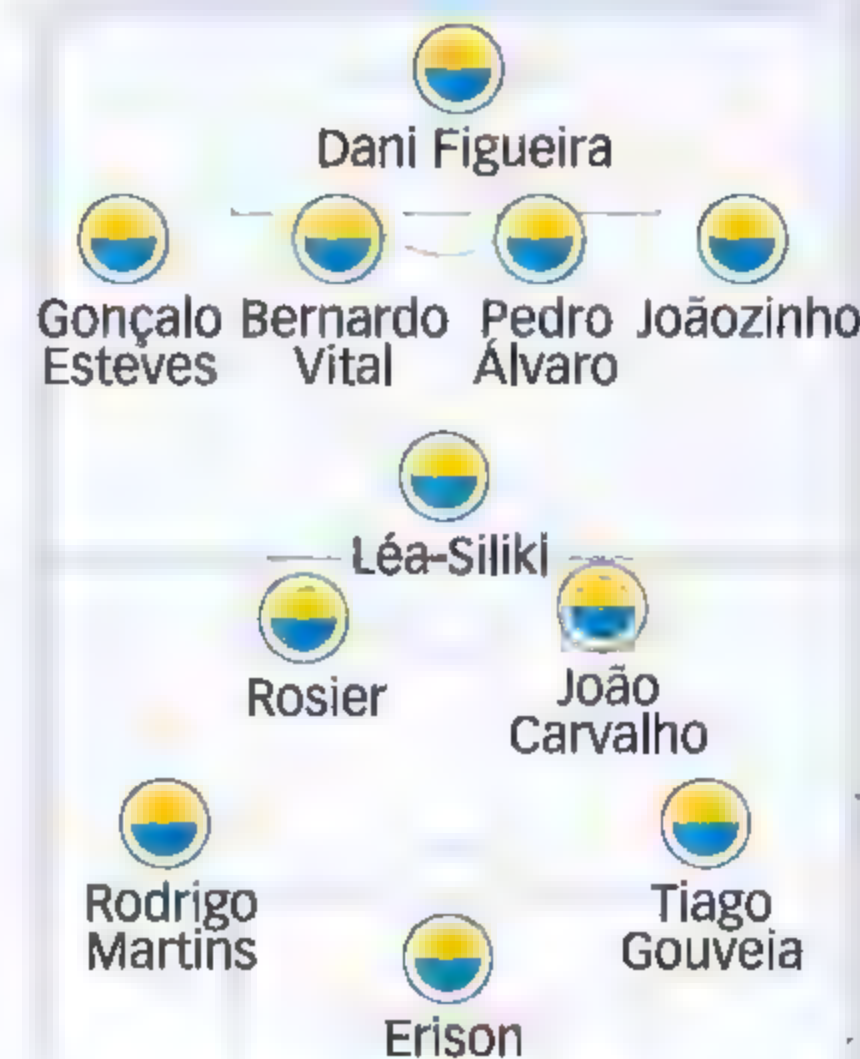 Dani Figueira
Gonçalo Bernardo Pedro Joãozinho
Esteves Vital Álvaro
Léa-Siliki
Rosier João
Carvalho
Rodrigo Tiago
Martins Gouveia
Erison